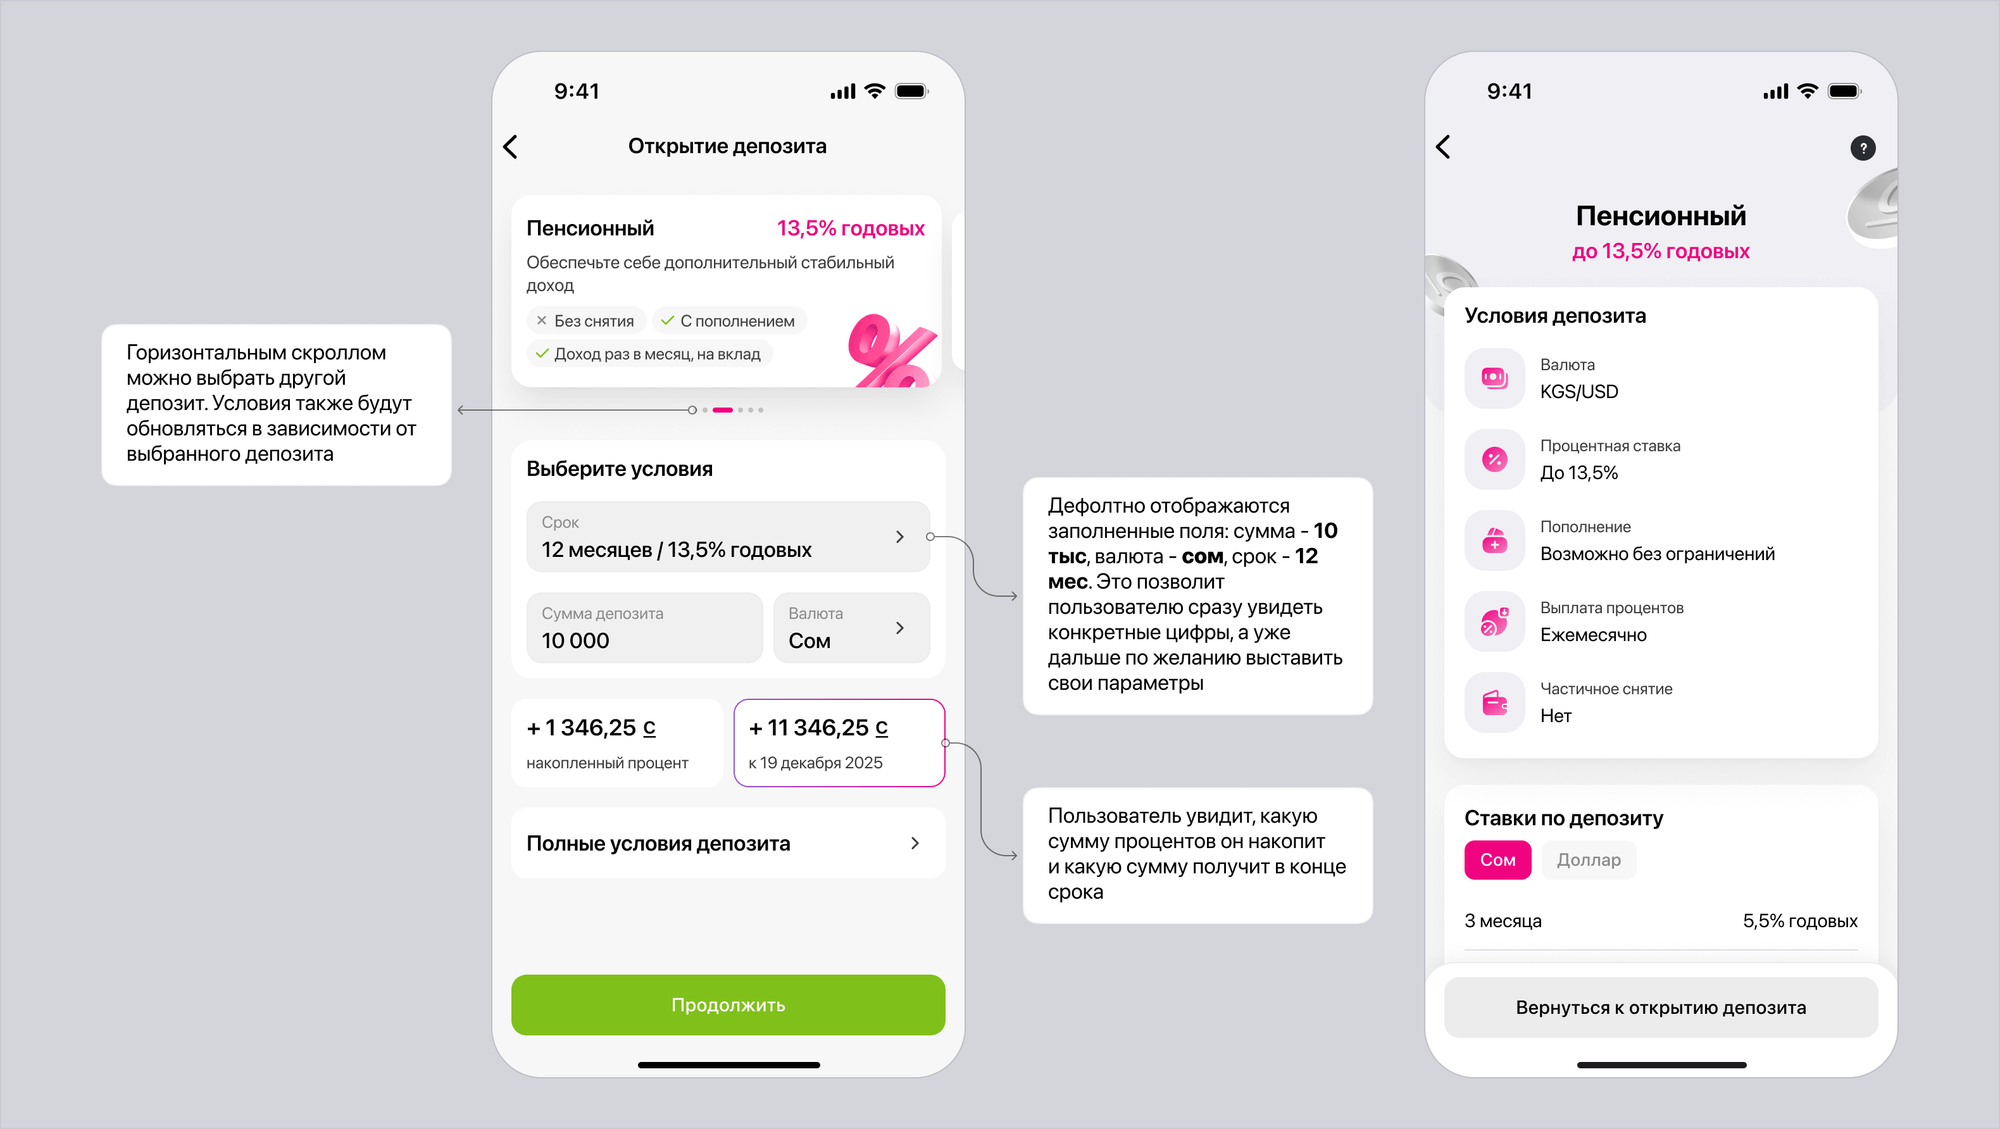 Горизонтальным скроллом
можно выбрать другой
депозит. Условия также будут
обновляться в зависимости от
выбранного депозита
9:41
Открытие депозита
Пенсионный
13,5% годовых
Обеспечьте себе дополнительный стабильный
доход
Без снятия
С пополнением
Доход раз в месяц, на вклад
Выберите условия
Срок
12 месяцев / 13,5% годовых
Сумма депозита
10 000
Валюта
Сом
+ 1 346,25 С
накопленный процент
+ 11 346,25 С
к 19 декабря 2025
Полные условия депозита
Продолжить
Дефолтно отображаются
заполненные поля: сумма - 10
тыс, валюта - сом, срок - 12
мес. Это позволит
пользователю сразу увидеть
конкретные цифры, а уже
дальше по желанию выставить
свои параметры
Пользователь увидит, какую
сумму процентов он накопит
и какую сумму получит в конце
срока
9:41
?
Пенсионный
до 13,5% годовых
Условия депозита
Валюта
KGS/USD
Процентная ставка
До 13,5%
Пополнение
Возможно без ограничений
Выплата процентов
Ежемесячно
Частичное снятие
Нет
Ставки по депозиту
Сом
Доллар
3 месяца
5,5% годовых
Вернуться к открытию депозита